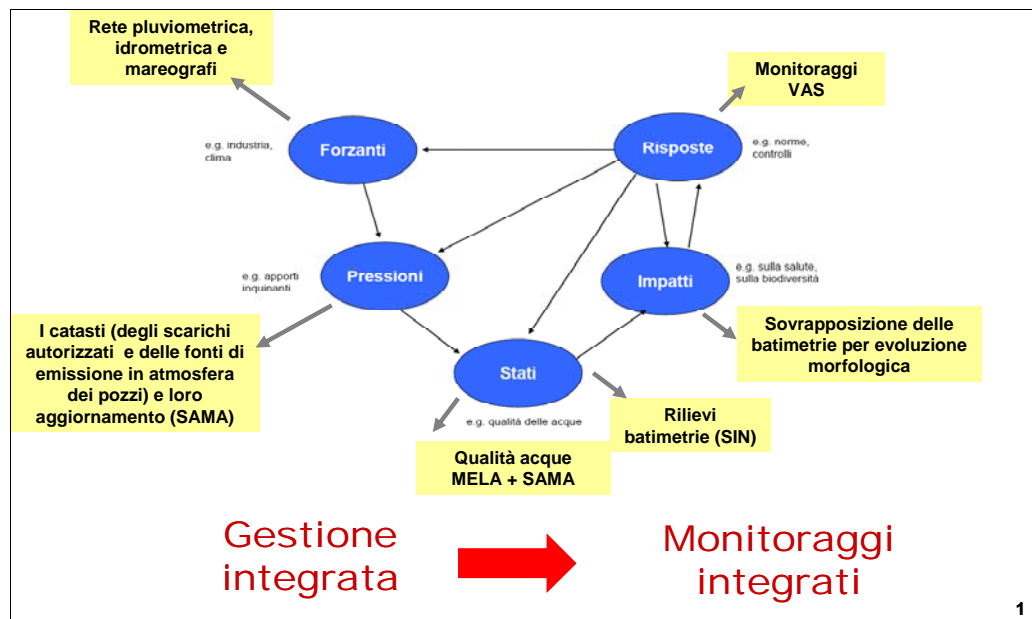 Rete pluviometrica,
idrometrica e
mareografi
Monitoraggi
VAS
e.g. industria,
clima
Forzanti
Risposte
e.g. norme,
controlli
e.g. apporti
inquinanti
Pressioni
Impatti
e.g. sulla salute,
sulla biodiversità
I catasti (degli scarichi
autorizzati e delle fonti di
emissione in atmosfera
dei pozzi) e loro
aggiornamento (SAMA)
Sovrapposizione delle
batimetrie per evoluzione
morfologica
Stati
e.g. qualità delle acque
Rilievi
batimetrie (SIN)
Qualità acque
MELA + SAMA
Gestione
integrata
Monitoraggi
integrati
1